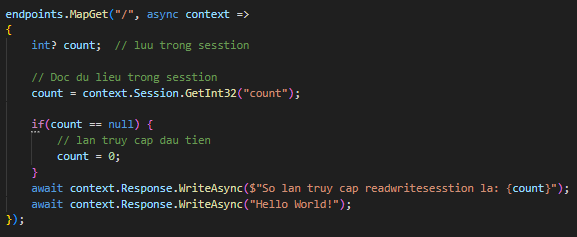 endpoints.MapGet("/", async context =>
{
    int? count;  // luu trong sesstion

    // Doc du lieu trong sesstion
    count = context.Session.GetInt32("count");

    if(count == null) {
        // lan truy cap dau tien
        count = 0;
    }
    await context.Response.WriteAsync($"So lan truy cap readwritesesstion la: {count}");
    await context.Response.WriteAsync("Hello World!");
});